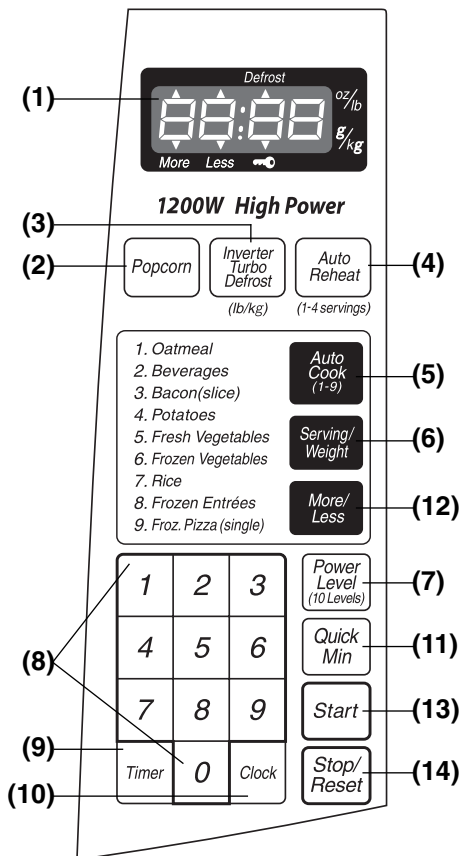 Defrost
(1)
88:88
oz/lb
g/kg
More Less
1200W High Power
(3)
(2)
Popcorn
Inverter
Turbo
Defrost
Auto
Reheat
(4)
(lb/kg)
(1-4 servings)
1. Oatmeal
2. Beverages
3. Bacon(slice)
4. Potatoes
5. Fresh Vegetables
6. Frozen Vegetables
7. Rice
8. Frozen Entrées
9. Froz. Pizza (single)
Auto
Cook
(1-9)
(5)
Serving/
Weight
(6)
More/
Less
(12)
1 2 3
4 5 6
7 8 9
Timer 0 Clock
(8)
(9)
(10)
Power
Level
(10 Levels)
(7)
Quick
Min
(11)
Start
(13)
Stop/
Reset
(14)